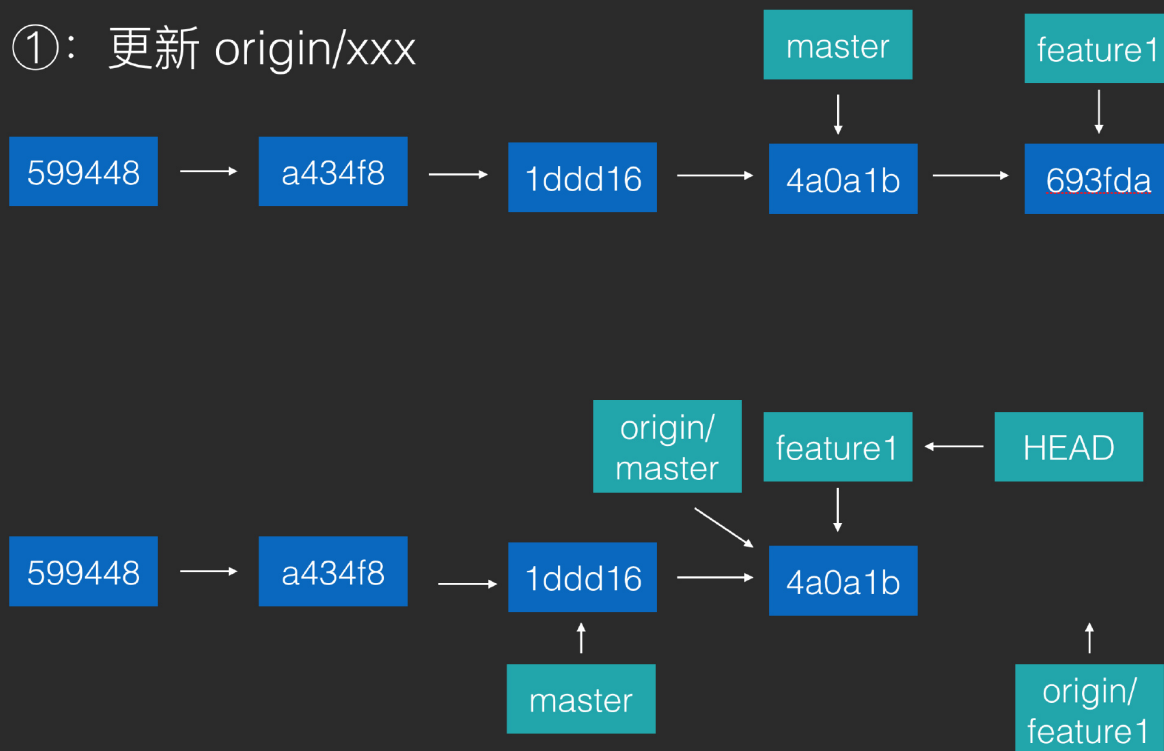 ①：更新 origin/xxx
master
feature1
599448
a434f8
1ddd16
4a0a1b
693fda
origin/
master
feature1
HEAD
599448
a434f8
1ddd16
4a0a1b
master
origin/
feature1